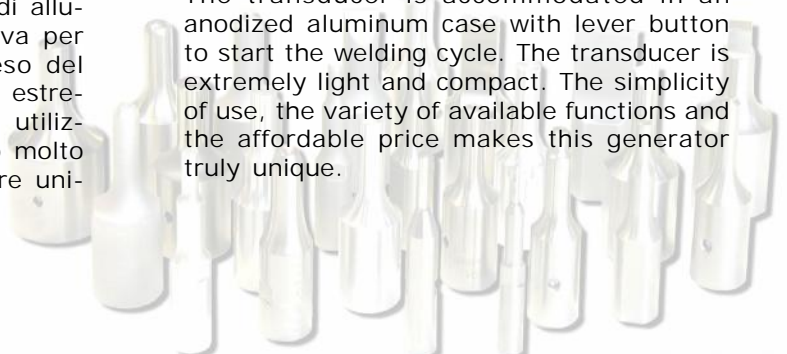 di allu-
va per
eso del
estre-
utiliz-
molto
re uni-
The transducer is accommodated in an
anodized aluminum case with lever button
to start the welding cycle. The transducer is
extremely light and compact. The simplicity
of use, the variety of available functions and
the affordable price makes this generator
truly unique.